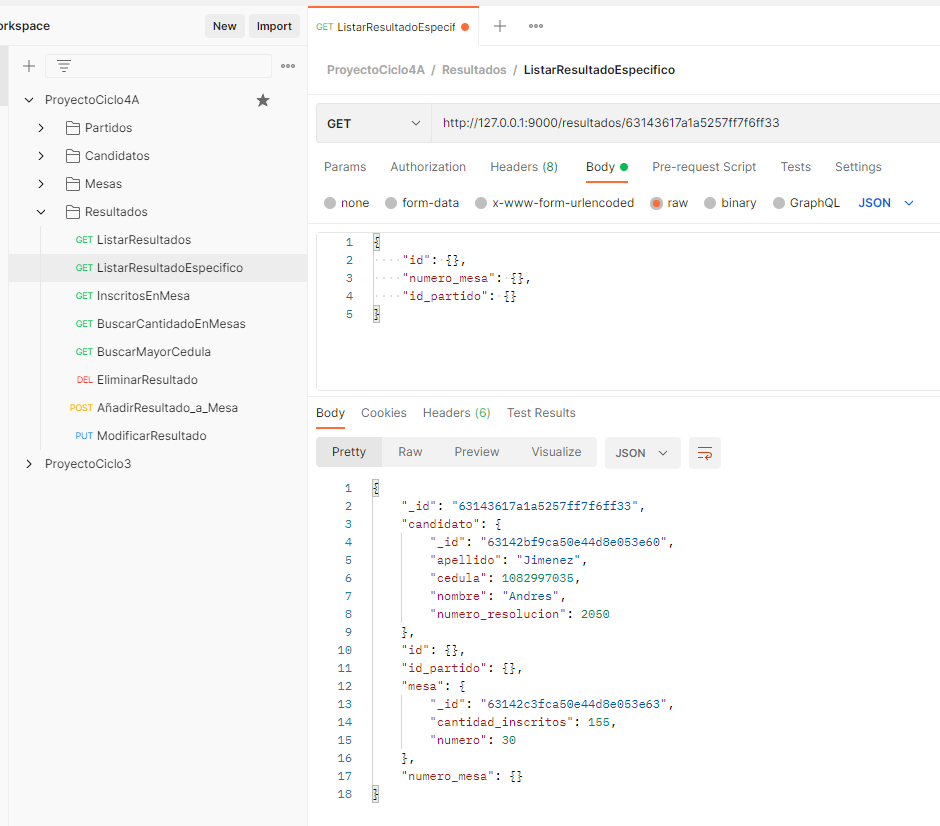 orkspace
New
Import
ProyectoCiclo4A
Partidos
Candidatos
Mesas
Resultados
GET ListarResultados
GET ListarResultadoEspecifico
GET InscritosEnMesa
GET BuscarCantidadEnMesas
GET BuscarMayorCedula
DEL EliminarResultado
POST AñadirResultado_a_Mesa
PUT ModificarResultado
ProyectoCiclo3
GET ListarResultadoEspecif
ProyectoCiclo4A / Resultados / ListarResultadoEspecifico
GET http://127.0.0.1:9000/resultados/63143617a1a5257ff7f6ff33
Params Authorization Headers (8) Body Pre-request Script Tests Settings
none form-data x-www-form-urlencoded raw binary GraphQL JSON
1 {
2 "id": {},
3 "numero_mesa": {},
4 "id_partido": {}
5 }
Body Cookies Headers (6) Test Results
Pretty Raw Preview Visualize JSON
1 {
2 "_id": "63143617a1a5257ff7f6ff33",
3 "candidato": {
4 "_id": "63142bf9ca50e44d8e053e60",
5 "apellido": "Jimenez",
6 "cedula": 1082997035,
7 "nombre": "Andres",
8 "numero_resolucion": 2050
9 },
10 "id": {},
11 "id_partido": {},
12 "mesa": {
13 "_id": "63142c3fca50e44d8e053e63",
14 "cantidad_inscritos": 155,
15 "numero": 30
16 },
17 "numero_mesa": {}
18 }